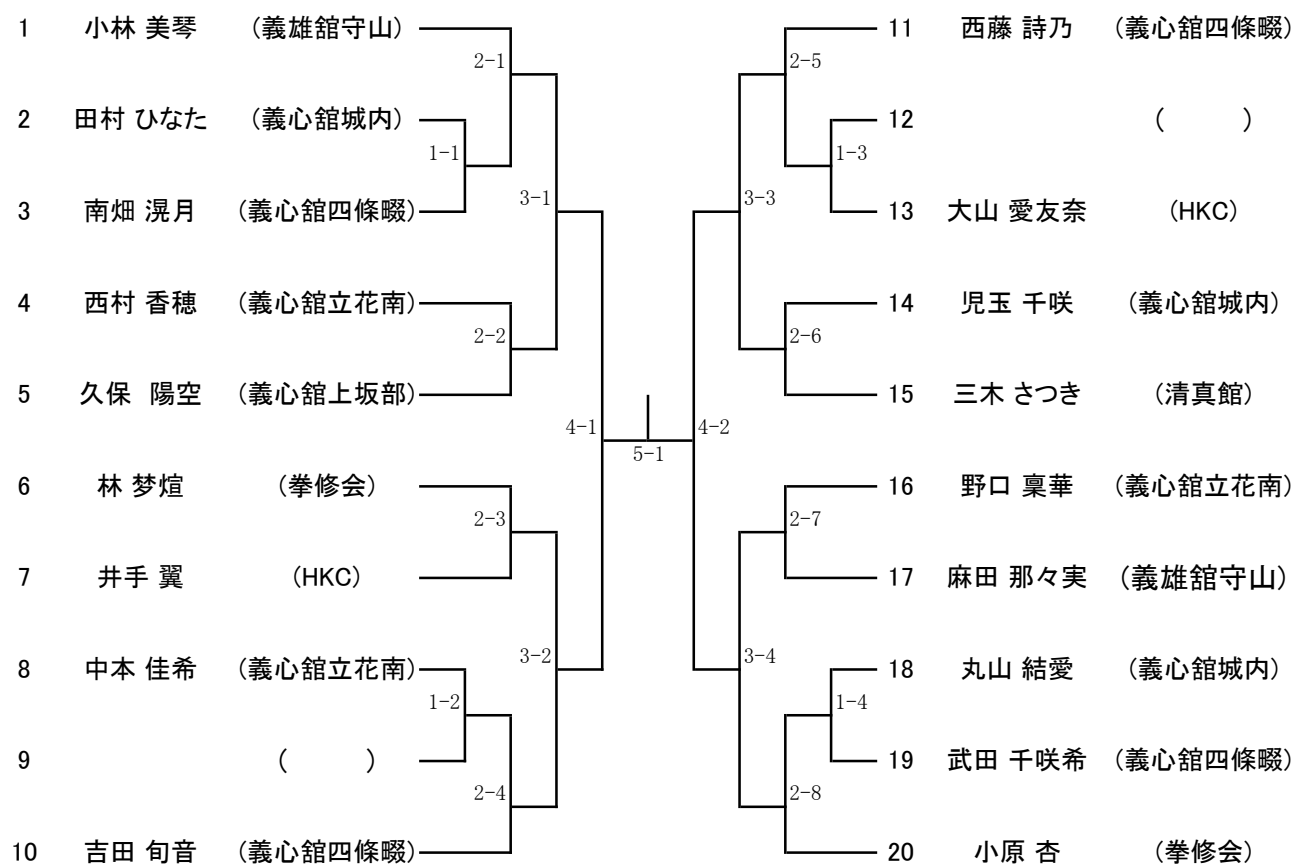 1 小林 美琴 (義雄舘守山)
2-1
2 田村 ひなた (義心舘城内)
1-1
3 南畑 滉月 (義心舘四條畷)
3-1
4 西村 香穂 (義心舘立花南)
2-2
5 久保 陽空 (義心舘上坂部)
4-1
6 林 梦煊 (拳修会)
2-3
7 井手 翼 (HKC)
3-2
8 中本 佳希 (義心舘立花南)
1-2
9 ( )
2-4
10 吉田 旬音 (義心舘四條畷)
5-1
11 西藤 詩乃 (義心舘四條畷)
2-5
12 ( )
1-3
3-3
13 大山 愛友奈 (HKC)
14 児玉 千咲 (義心舘城内)
2-6
15 三木 さつき (清真館)
4-2
16 野口 稟華 (義心舘立花南)
2-7
17 麻田 那々実 (義雄舘守山)
3-4
18 丸山 結愛 (義心舘城内)
1-4
19 武田 千咲希 (義心舘四條畷)
2-8
20 小原 杏 (拳修会)